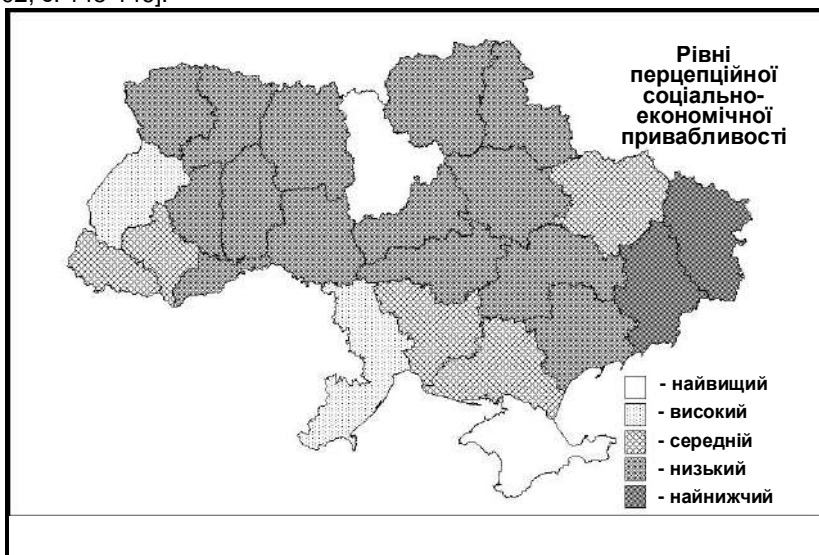 Рівні
перцепційної
соціально-
економічної
привабливості
- найвищий
- високий
- середній
- низький
- найнижчий